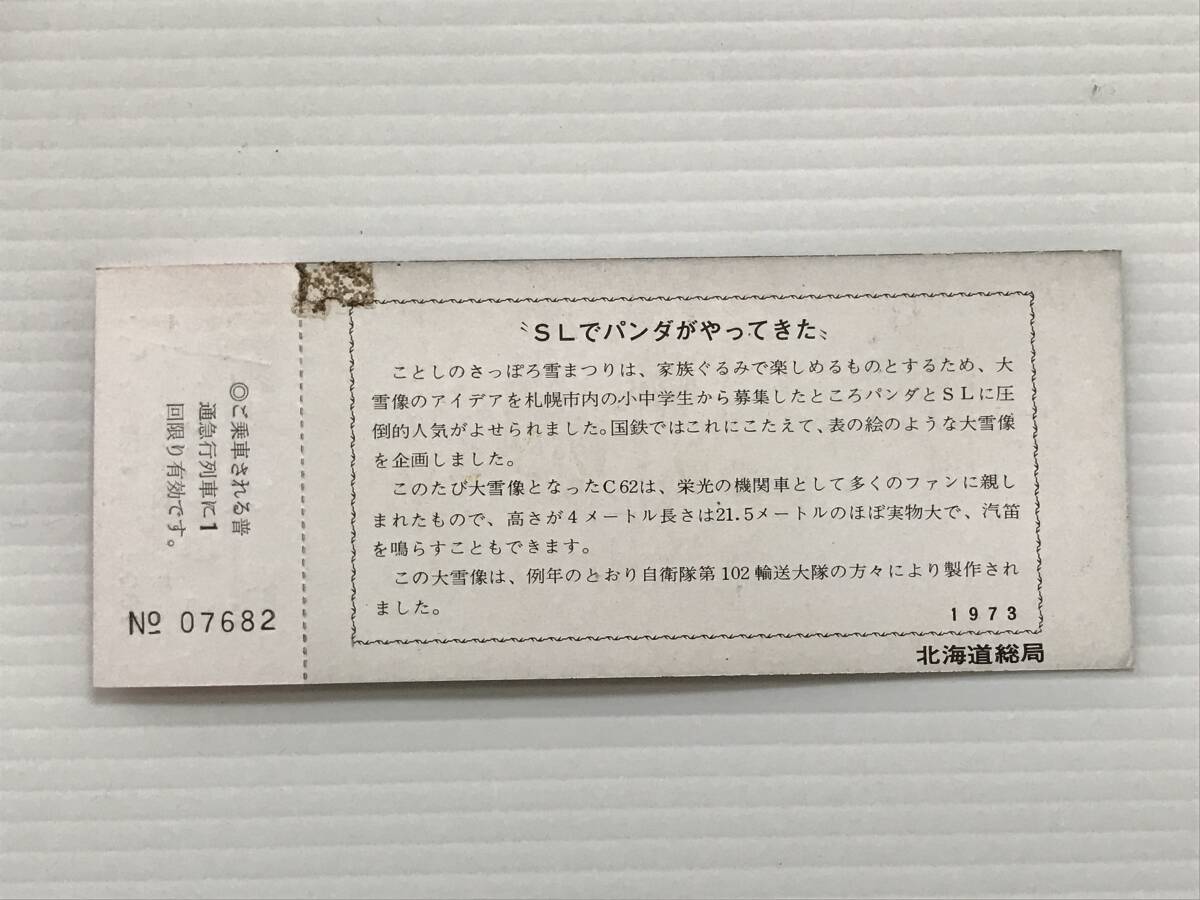 〝SLでパンダがやってきた〟
ことしのさっぽろ雪まつりは、家族ぐるみで楽しめるものとするため、大
雪像のアイデアを札幌市内の小中学生から募集したところパンダとSLに圧
倒的人気がよせられました。国鉄ではこれにこたえて、表の絵のような大雪像
を企画しました。
このたび大雪像となったC62は、栄光の機関車として多くのファンに親し
まれたもので、高さが4メートル長さは21.5メートルのほぼ実物大で、汽笛
を鳴らすこともできます。
この大雪像は、例年のとおり自衛隊第102輸送大隊の方々により製作され
ました。
1973
北海道総局
◎ご乗車される普
通急行列車に1
回限り有効です。
№ 07682